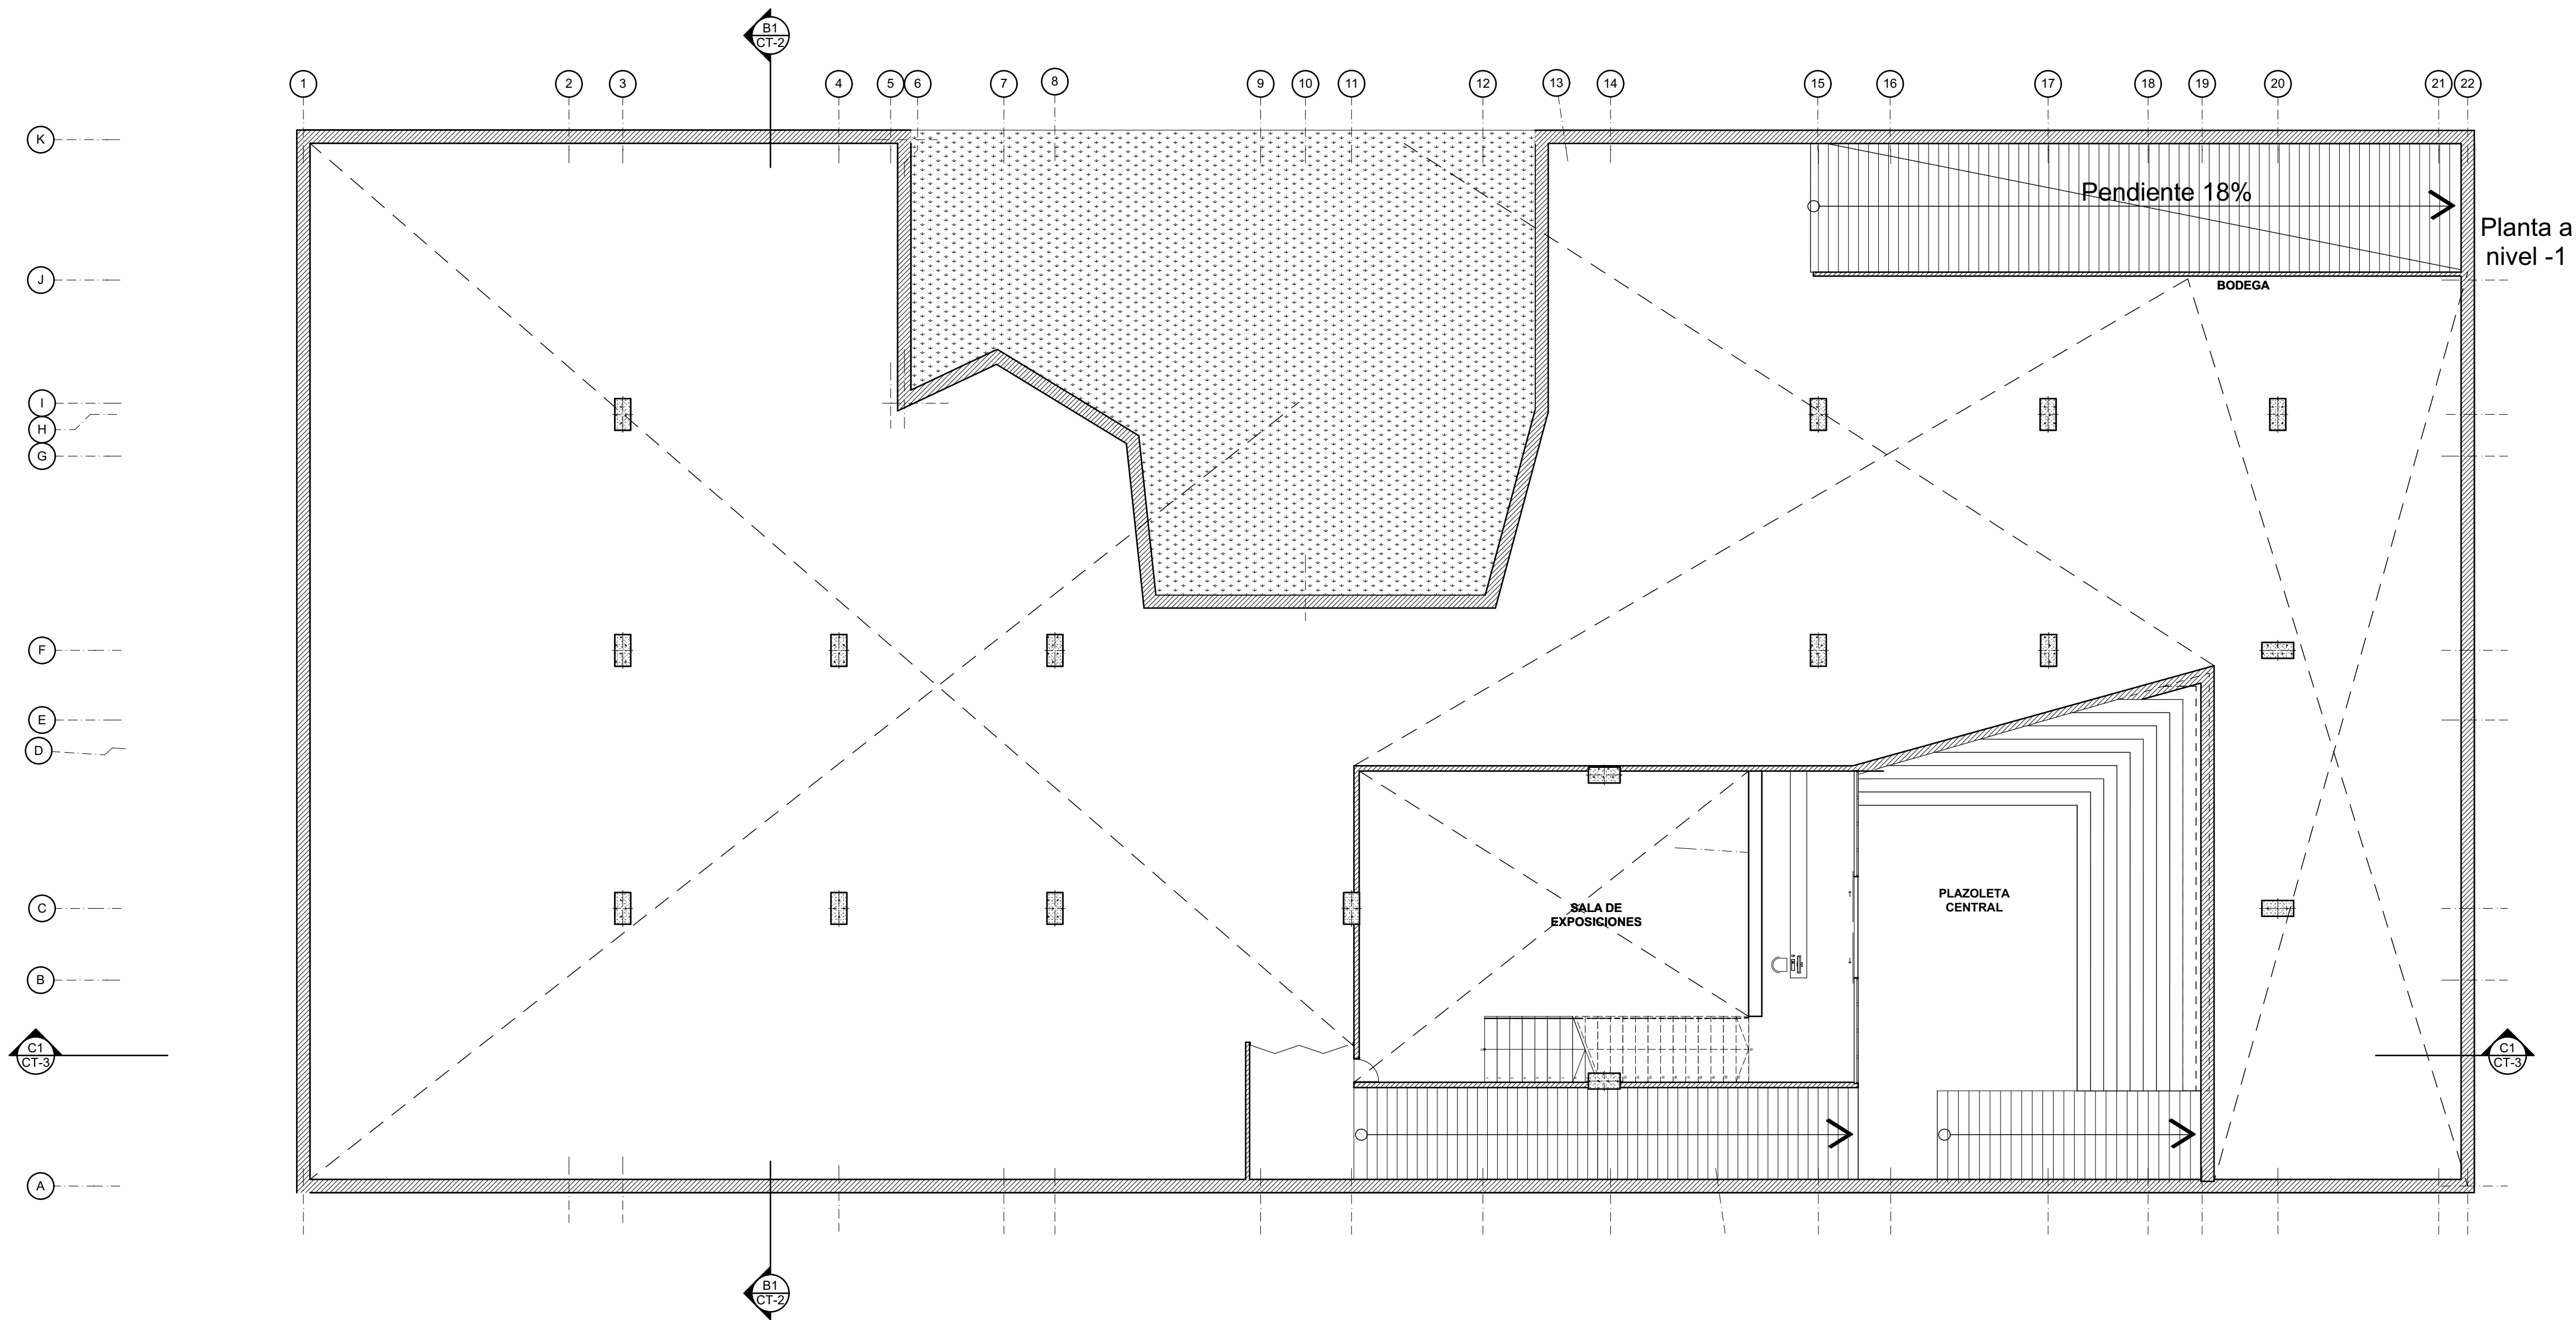 B1
CT-2
1
2
3
4
5
6
7
8
9
10
11
12
13
14
15
16
17
18
19
20
21
22
K
Pendiente 18%
Planta a
nivel -1
J
BODEGA
I
H
G
F
E
D
C
PLAZOLETA
CENTRAL
SALA DE
EXPOSICIONES
B
C1
CT-3
C1
CT-3
A
B1
CT-2